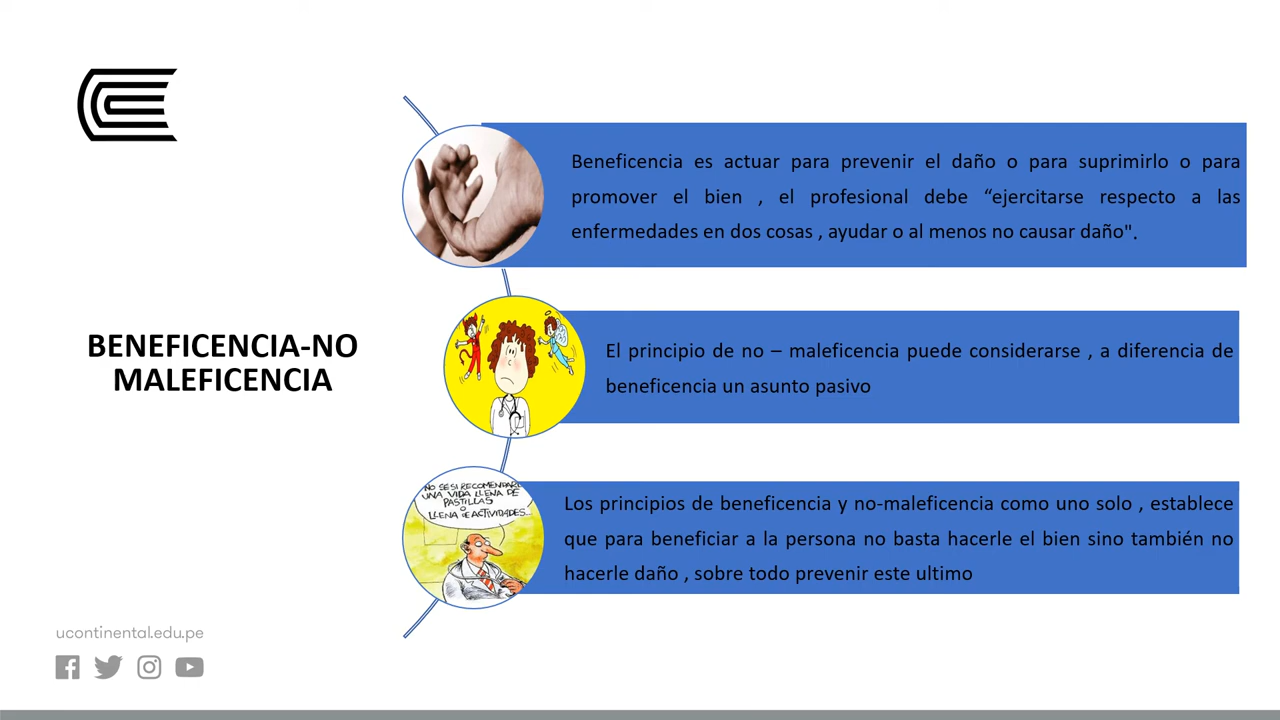 Beneficencia es actuar para prevenir el daño o para suprimirlo o para
promover el bien , el profesional debe “ejercitarse respecto a las
enfermedades en dos cosas , ayudar o al menos no causar daño".
BENEFICENCIA-NO
MALEFICENCIA
El principio de no – maleficencia puede considerarse , a diferencia de
beneficencia un asunto pasivo
NO SE SI RECOMENDARL
UNA VIDA LLENA DE
PASTILLAS
O
LLENA DE ACTIVIDADES...
Los principios de beneficencia y no-maleficencia como uno solo , establece
que para beneficiar a la persona no basta hacerle el bien sino también no
hacerle daño , sobre todo prevenir este ultimo
ucontinental.edu.pe